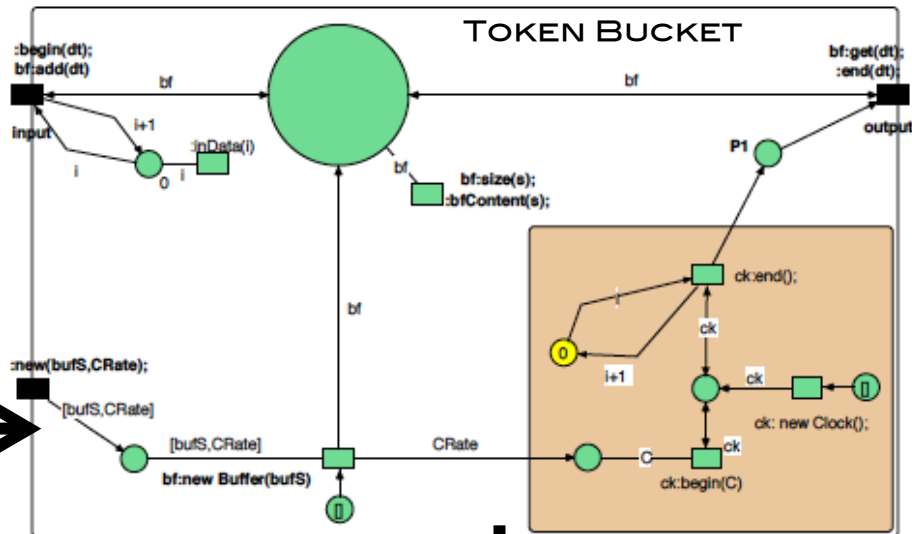 TOKEN BUCKET
:begin(dt);
bf:add(dt)
bf:get(dt);
:end(dt);
bf
bf
input
output
i+1
i
0
i
:inData(i)
P1
bf
bf:size(s);
:bfContent(s);
bf
ck:end();
i
0
i+1
ck
ck
[]
ck: new Clock();
:new(bufS,CRate);
[bufS,CRate]
[bufS,CRate]
CRate
C
ck
bf:new Buffer(bufS)
ck:begin(C)
[]